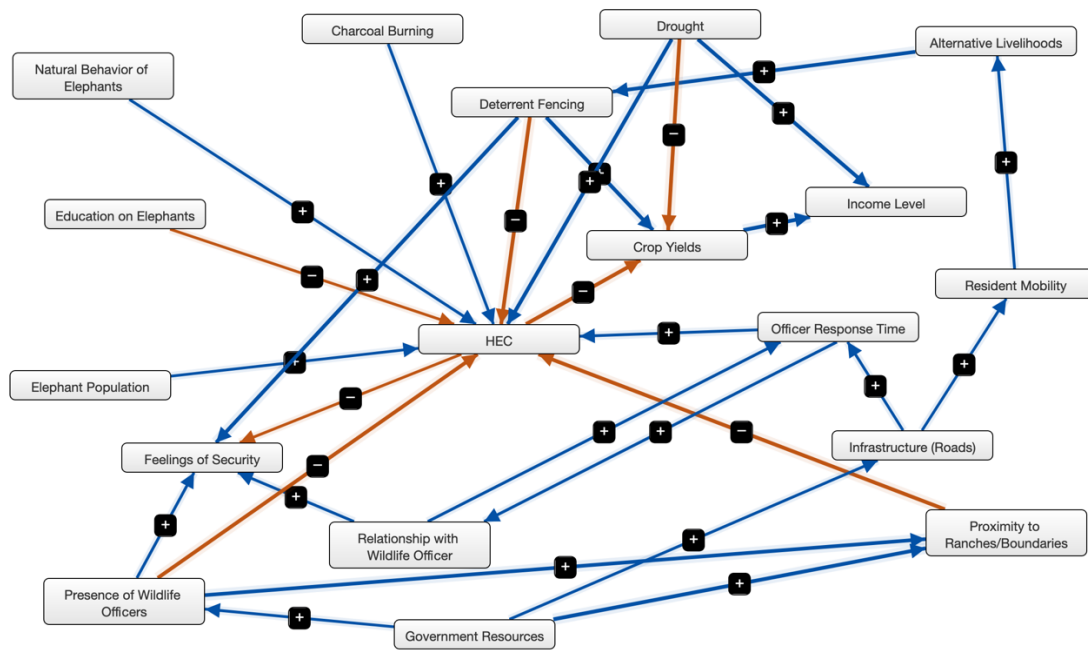 Charcoal Burning
Drought
Alternative Livelihoods
Natural Behavior of
Elephants
Deterrent Fencing
Education on Elephants
Income Level
Crop Yields
Resident Mobility
HEC
Officer Response Time
Elephant Population
Feelings of Security
Infrastructure (Roads)
Relationship with
Wildlife Officer
Proximity to
Ranches/Boundaries
Presence of Wildlife
Officers
Government Resources
+
+
+
−
+
+
+
+
+
−
+
−
+
−
+
+
+
+
−
+
+
−
−
+
+
+
+
+
+